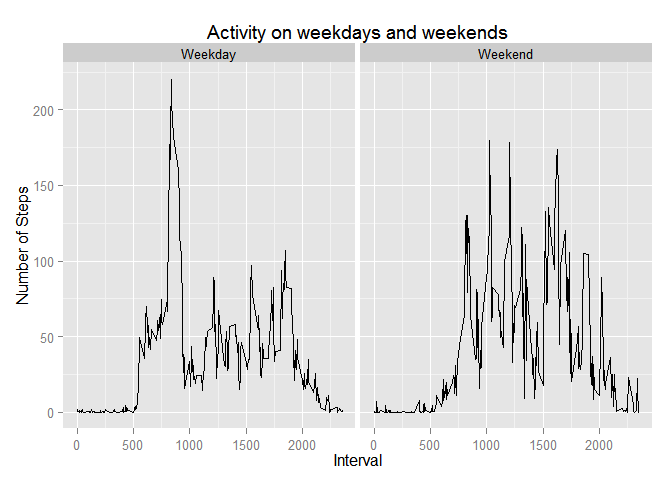 Activity on weekdays and weekends
Weekday
Weekend
Number of Steps
200
150
100
50
0
0 500 1000 1500 2000
0 500 1000 1500 2000
Interval